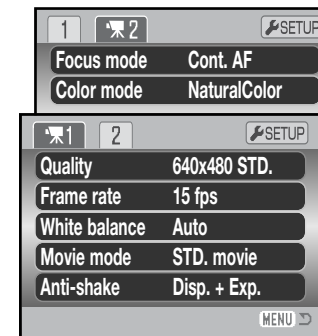 1 2 SETUP
Focus mode Cont. AF
Color mode NaturalColor
1 2 SETUP
Quality 640x480 STD.
Frame rate 15 fps
White balance Auto
Movie mode STD. movie
Anti-shake Disp. + Exp.
MENU